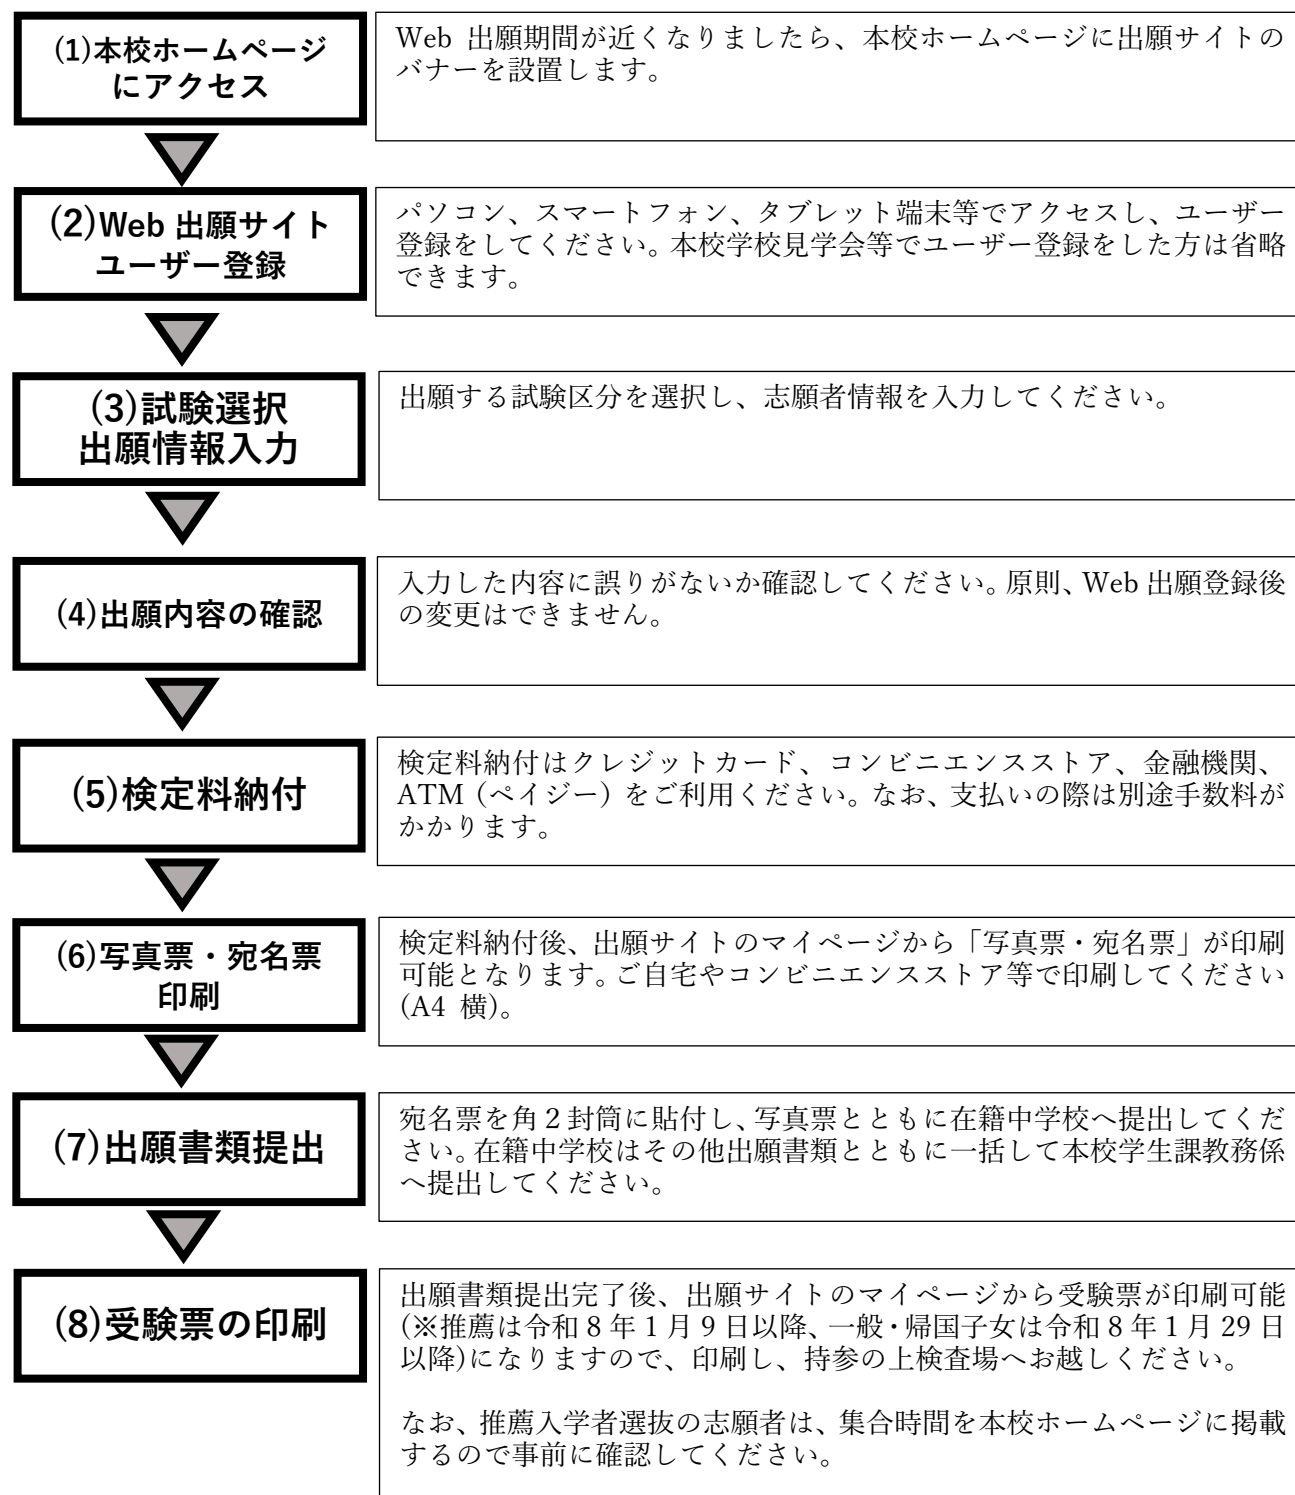 (1)本校ホームページ
にアクセス
Web 出願期間が近くなりましたら、本校ホームページに出願サイトの
バナーを設置します。
(2)Web 出願サイト
ユーザー登録
パソコン、スマートフォン、タブレット端末等でアクセスし、ユーザー
登録をしてください。本校学校見学会等でユーザー登録をした方は省略
できます。
(3)試験選択
出願情報入力
出願する試験区分を選択し、志願者情報を入力してください。
(4)出願内容の確認
入力した内容に誤りがないか確認してください。原則、Web 出願登録後
の変更はできません。
(5)検定料納付
検定料納付はクレジットカード、コンビニエンスストア、金融機関、
ATM（ペイジー）をご利用ください。なお、支払いの際は別途手数料が
かかります。
(6)写真票・宛名票
印刷
検定料納付後、出願サイトのマイページから「写真票・宛名票」が印刷
可能となります。ご自宅やコンビニエンスストア等で印刷してください
(A4 横)。
(7)出願書類提出
宛名票を角２封筒に貼付し、写真票とともに在籍中学校へ提出してくだ
さい。在籍中学校はその他出願書類とともに一括して本校学生課教務係
へ提出してください。
(8)受験票の印刷
出願書類提出完了後、出願サイトのマイページから受験票が印刷可能
(※推薦は令和 8 年 1 月 9 日以降、一般・帰国子女は令和 8 年 1 月 29 日
以降)になりますので、印刷し、持参の上検査場へお越しください。
なお、推薦入学者選抜の志願者は、集合時間を本校ホームページに掲載
するので事前に確認してください。